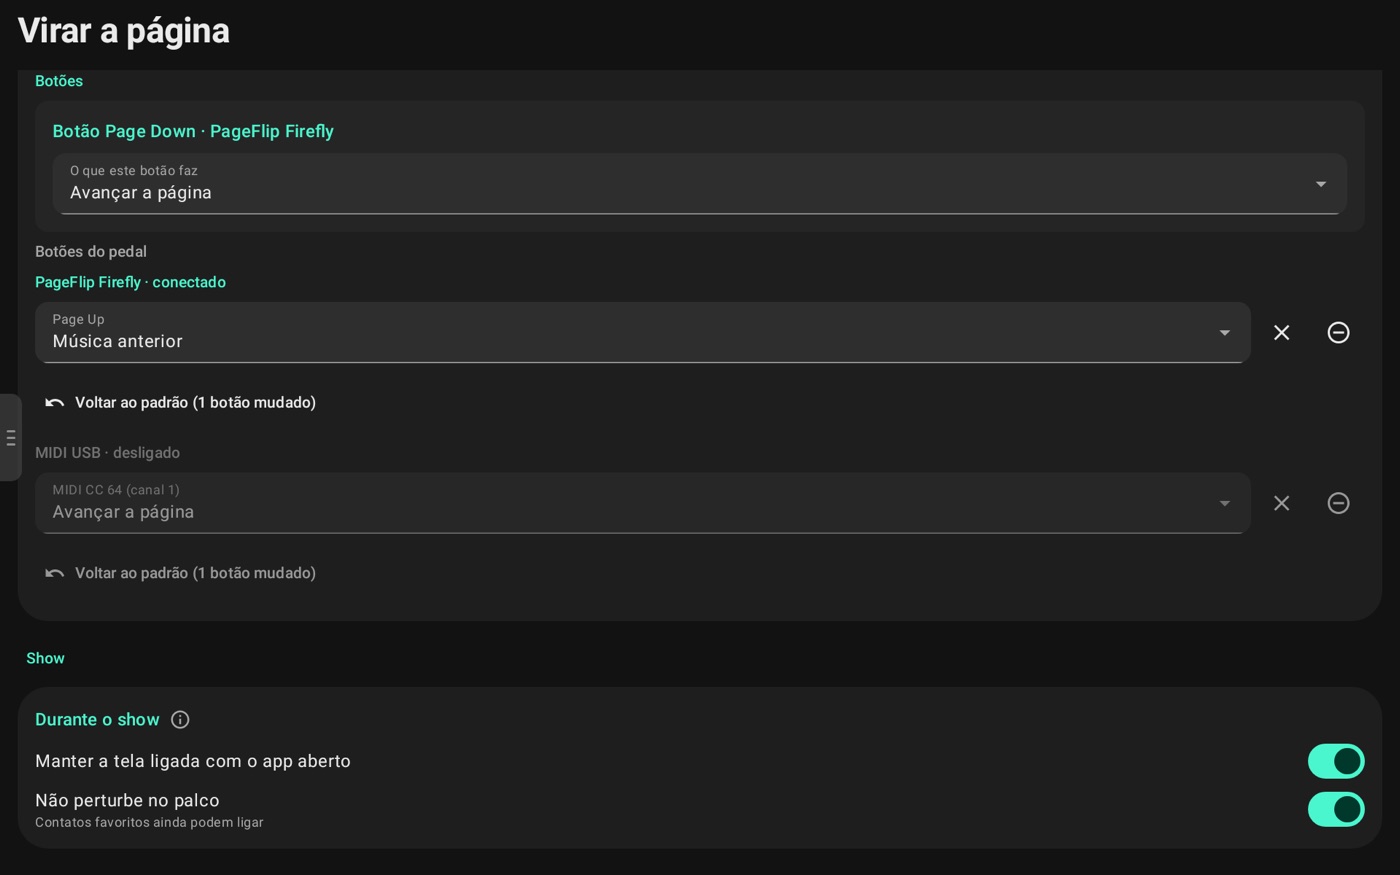 Virar a página
Botões
Botão Page Down · PageFlip Firefly
O que este botão faz
Avançar a página
Botões do pedal
PageFlip Firefly · conectado
Page Up
Música anterior
Voltar ao padrão (1 botão mudado)
MIDI USB · desligado
MIDI CC 64 (canal 1)
Avançar a página
Voltar ao padrão (1 botão mudado)
Show
Durante o show
Manter a tela ligada com o app aberto
Não perturbe no palco
Contatos favoritos ainda podem ligar